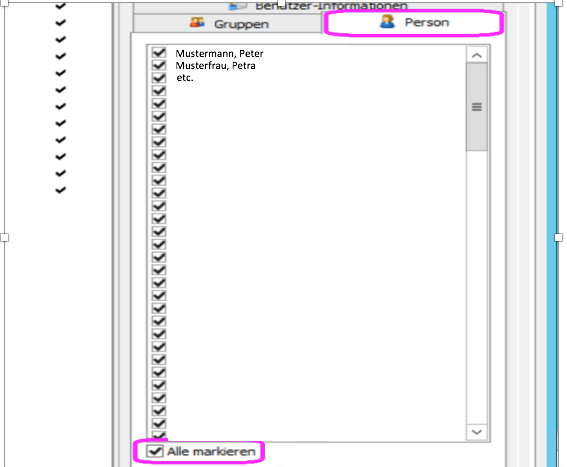 Benutzer-Informationen
Gruppen
Person
Mustermann, Peter
Musterfrau, Petra
etc.
Alle markieren